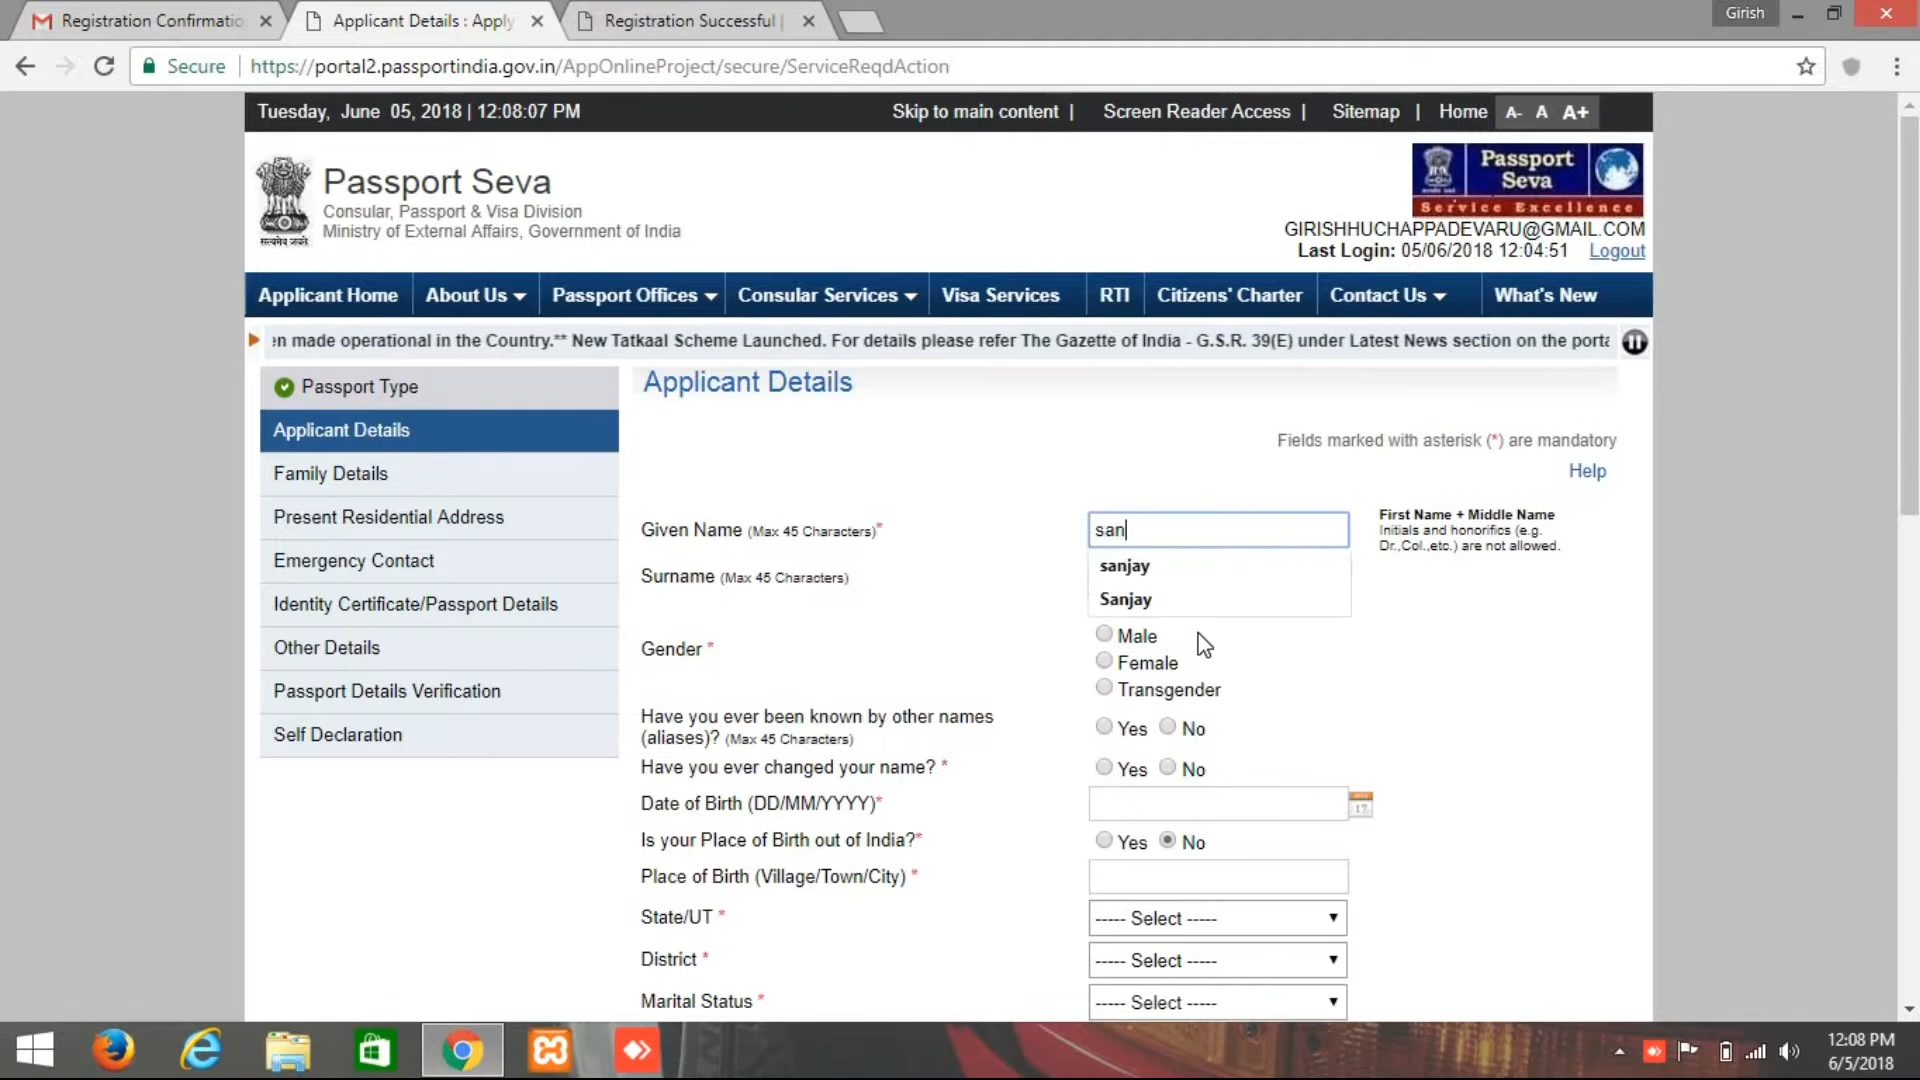 Registration Confirmatio
Applicant Details : Apply
Registration Successful |
Girish
Secure
https://portal2.passportindia.gov.in/AppOnlineProject/secure/ServiceReqdAction
Tuesday, June 05, 2018 | 12:08:07 PM
Skip to main content |
Screen Reader Access |
Sitemap |
Home
A- A A+
Passport Seva
Consular, Passport & Visa Division
Ministry of External Affairs, Government of India
सत्यमेव जयते
Passport
Seva
Service Excellence
GIRISHHUCHAPPADEVARU@GMAIL.COM
Last Login: 05/06/2018 12:04:51 Logout
Applicant Home
About Us
Passport Offices
Consular Services
Visa Services
RTI
Citizens' Charter
Contact Us
What's New
en made operational in the Country.** New Tatkaal Scheme Launched. For details please refer The Gazette of India - G.S.R. 39(E) under Latest News section on the porta
Passport Type
Applicant Details
Family Details
Present Residential Address
Emergency Contact
Identity Certificate/Passport Details
Other Details
Passport Details Verification
Self Declaration
Applicant Details
Fields marked with asterisk (*) are mandatory
Help
Given Name (Max 45 Characters)*
san
First Name + Middle Name
Initials and honorifics (e.g.
Dr.,Col.,etc.) are not allowed.
sanjay
Sanjay
Surname (Max 45 Characters)
Gender *
Male
Female
Transgender
Have you ever been known by other names
(aliases)? (Max 45 Characters)
Yes No
Have you ever changed your name? *
Yes No
Date of Birth (DD/MM/YYYY)*
17
Is your Place of Birth out of India?*
Yes No
Place of Birth (Village/Town/City) *
State/UT *
----- Select -----
District *
----- Select -----
Marital Status *
----- Select -----
12:08 PM
6/5/2018